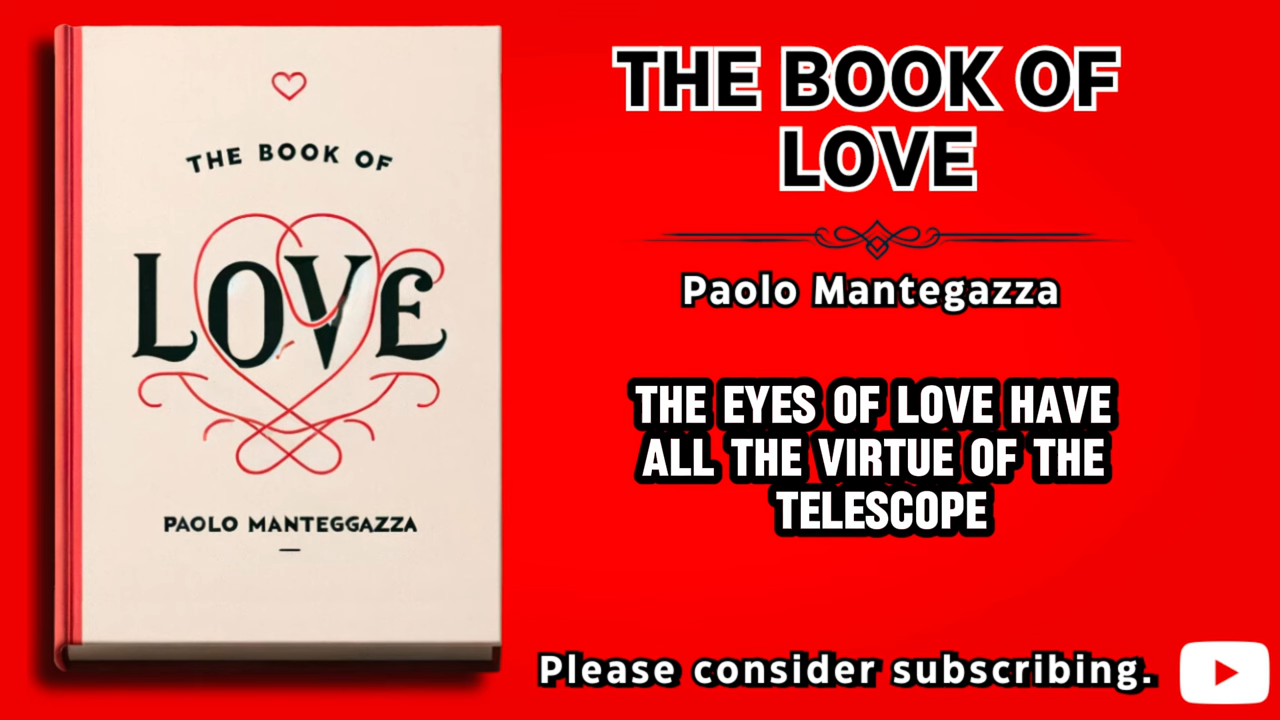 THE BOOK OF
LOVE
PAOLO MANTEGGAZZA
THE BOOK OF
LOVE
Paolo Mantegazza
THE EYES OF LOVE HAVE
ALL THE VIRTUE OF THE
TELESCOPE
Please consider subscribing.